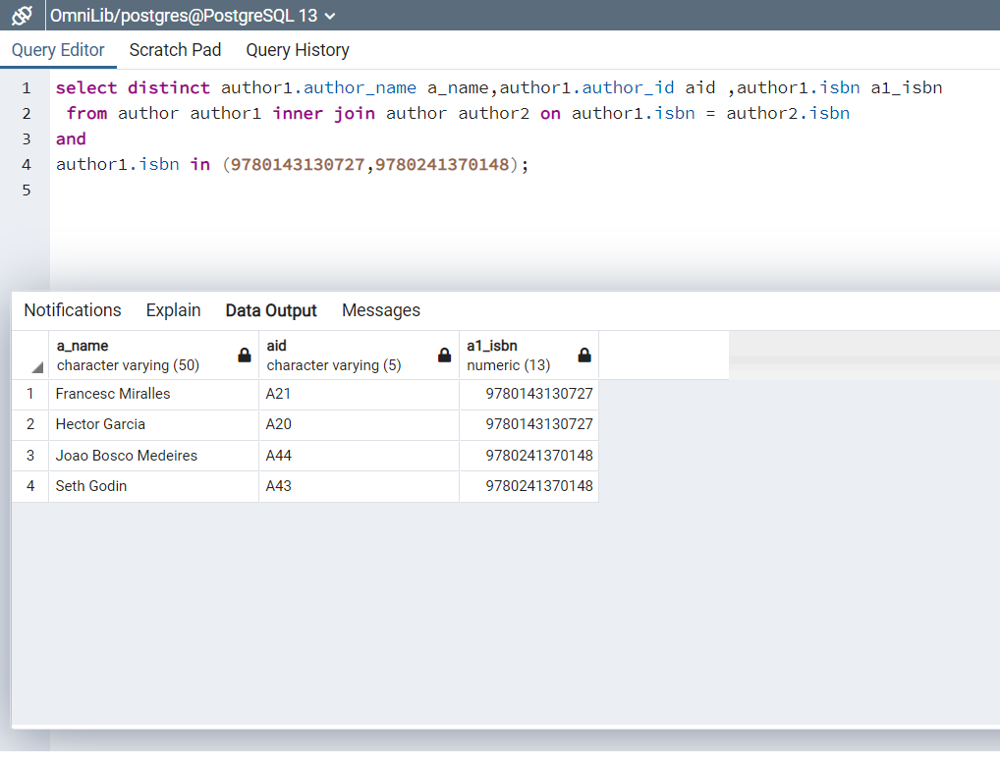 OmniLib/postgres@PostgreSQL 13
Query Editor Scratch Pad Query History
1 select distinct author1.author_name a_name,author1.author_id aid ,author1.isbn a1_isbn
2 from author author1 inner join author author2 on author1.isbn = author2.isbn
3 and
4 author1.isbn in (9780143130727,9780241370148);
5
Notifications Explain Data Output Messages
a_name aid a1_isbn
character varying (50) character varying (5) numeric (13)
1 Francesc Miralles A21 9780143130727
2 Hector Garcia A20 9780143130727
3 Joao Bosco Medeires A44 9780241370148
4 Seth Godin A43 9780241370148